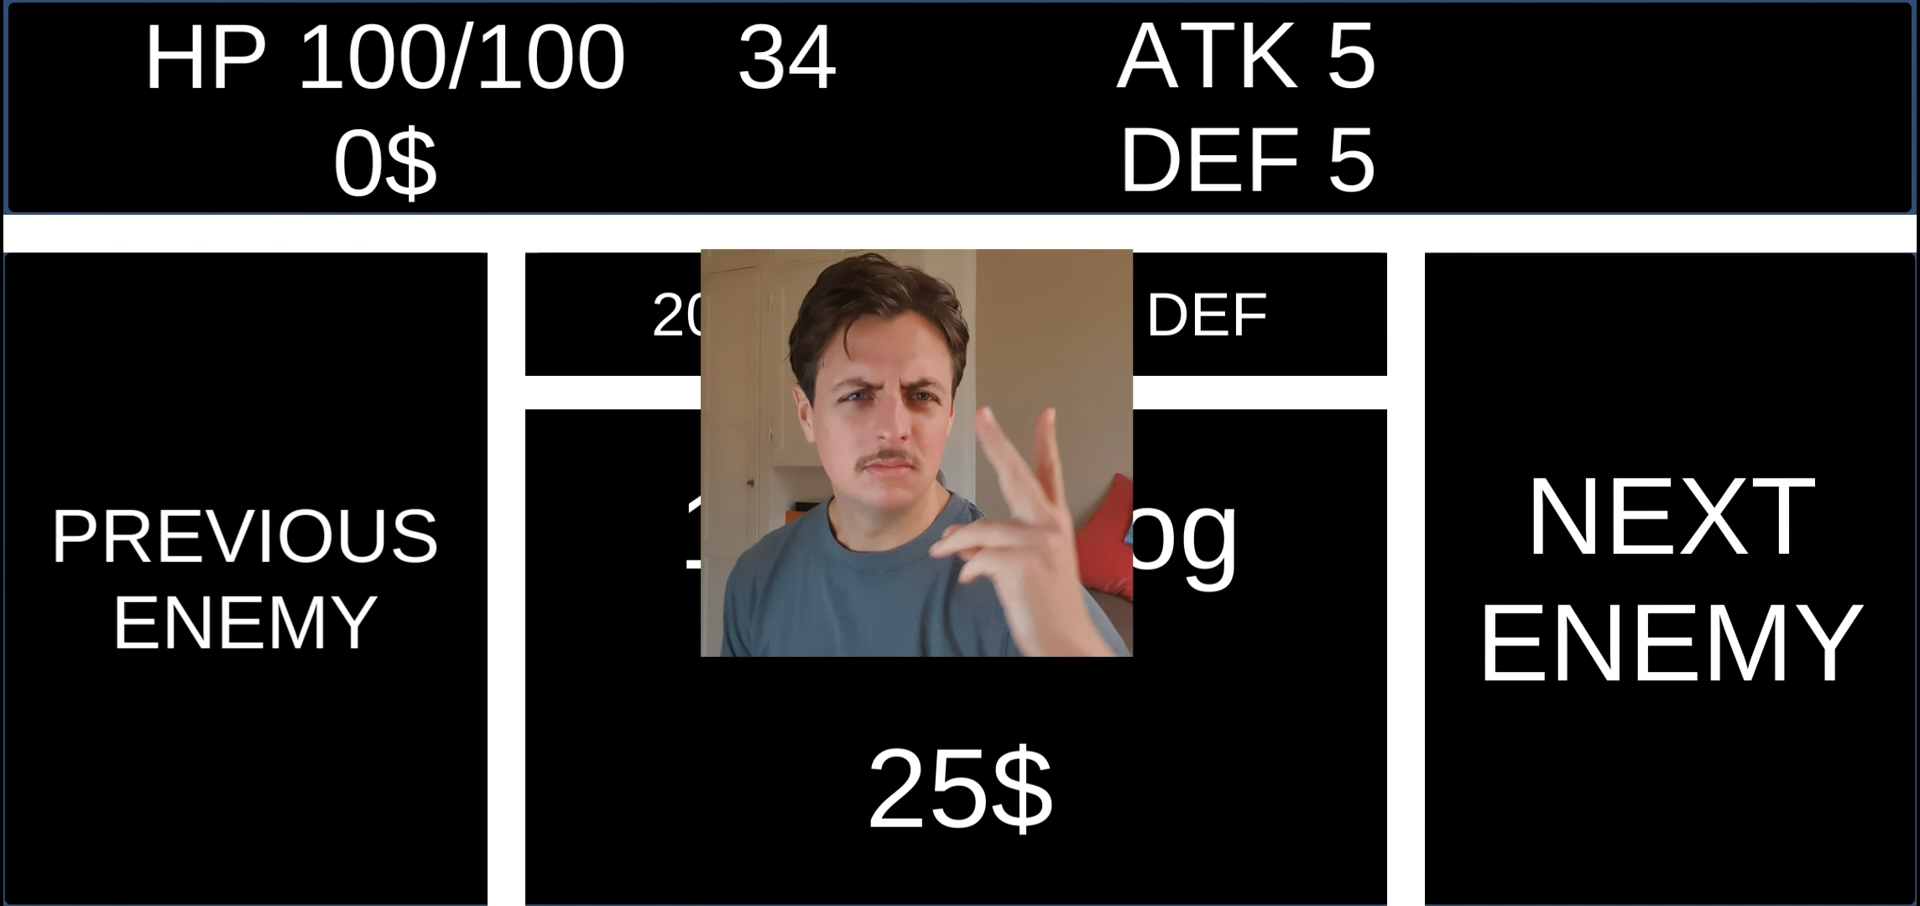 HP 100/100 34 ATK 5
0$ DEF 5
DEF
PREVIOUS
ENEMY
25$
NEXT
ENEMY